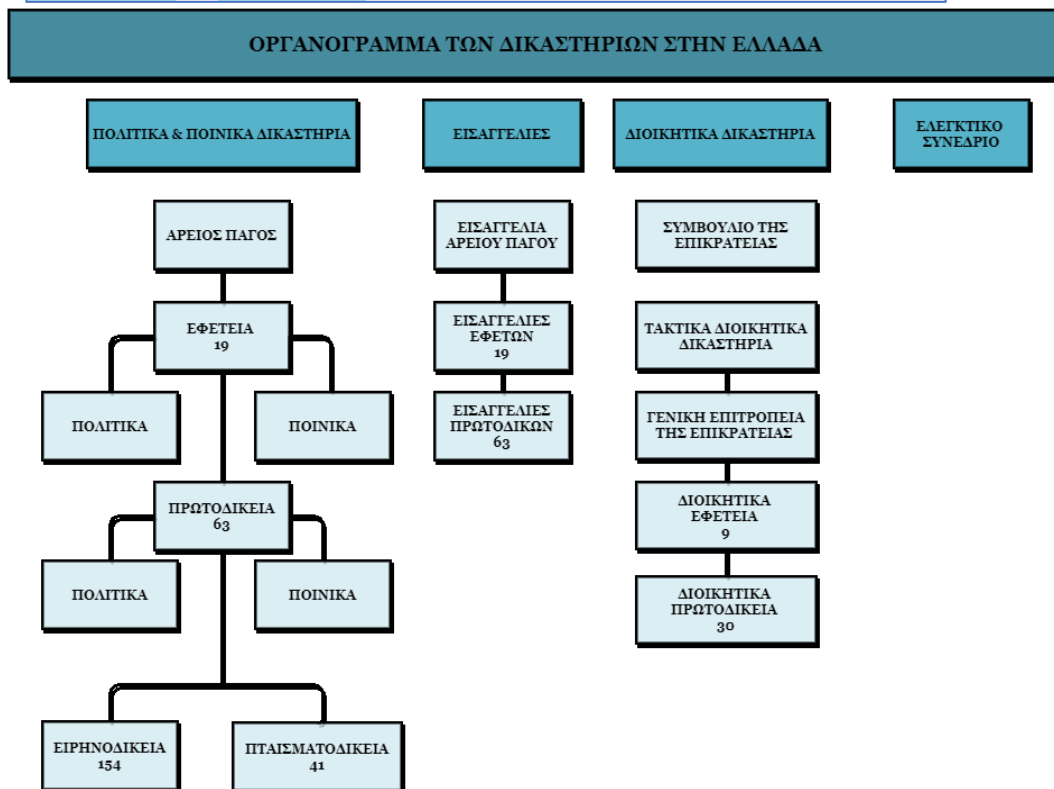 ΟΡΓΑΝΟΓΡΑΜΜΑ ΤΩΝ ΔΙΚΑΣΤΗΡΙΩΝ ΣΤΗΝ ΕΛΛΑΔΑ
ΠΟΛΙΤΙΚΑ & ΠΟΙΝΙΚΑ ΔΙΚΑΣΤΗΡΙΑ
ΑΡΕΙΟΣ ΠΑΓΟΣ
ΕΦΕΤΕΙΑ
19
ΠΟΛΙΤΙΚΑ
ΠΟΙΝΙΚΑ
ΠΡΩΤΟΔΙΚΕΙΑ
63
ΠΟΛΙΤΙΚΑ
ΠΟΙΝΙΚΑ
ΕΙΡΗΝΟΔΙΚΕΙΑ
154
ΠΤΑΙΣΜΑΤΟΔΙΚΕΙΑ
41
ΕΙΣΑΓΓΕΛΙΕΣ
ΕΙΣΑΓΓΕΛΙΑ
ΑΡΕΙΟΥ ΠΑΓΟΥ
ΕΙΣΑΓΓΕΛΙΕΣ
ΕΦΕΤΩΝ
19
ΕΙΣΑΓΓΕΛΙΕΣ
ΠΡΩΤΟΔΙΚΩΝ
63
ΔΙΟΙΚΗΤΙΚΑ ΔΙΚΑΣΤΗΡΙΑ
ΣΥΜΒΟΥΛΙΟ ΤΗΣ
ΕΠΙΚΡΑΤΕΙΑΣ
ΤΑΚΤΙΚΑ ΔΙΟΙΚΗΤΙΚΑ
ΔΙΚΑΣΤΗΡΙΑ
ΓΕΝΙΚΗ ΕΠΙΤΡΟΠΕΙΑ
ΤΗΣ ΕΠΙΚΡΑΤΕΙΑΣ
ΔΙΟΙΚΗΤΙΚΑ
ΕΦΕΤΕΙΑ
9
ΔΙΟΙΚΗΤΙΚΑ
ΠΡΩΤΟΔΙΚΕΙΑ
30
ΕΛΕΓΚΤΙΚΟ
ΣΥΝΕΔΡΙΟ